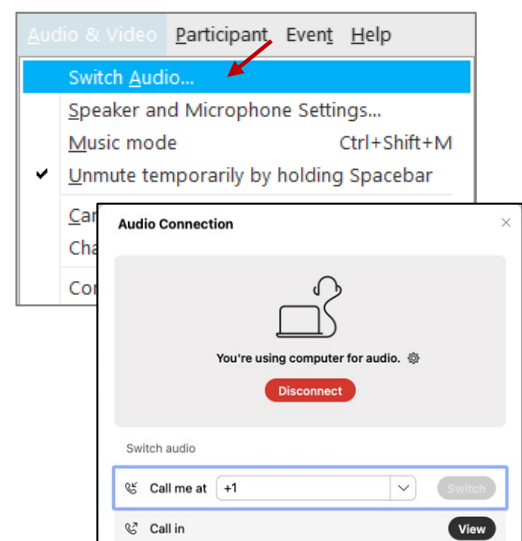 Audio & Video Participant Event Help
Switch Audio...
Speaker and Microphone Settings...
Music mode Ctrl+Shift+M
Unmute temporarily by holding Spacebar
Audio Connection
You're using computer for audio.
Disconnect
Switch audio
Call me at +1 Switch
Call in View